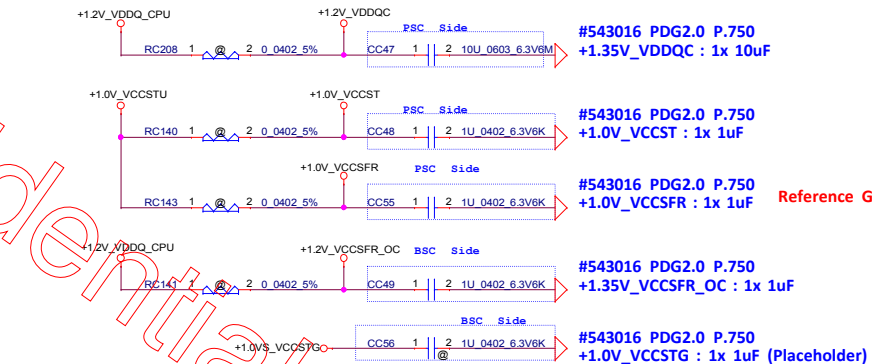 +1.2V_VDDQ_CPU +1.2V_VDDQC
PSC Side
RC208 1 @ 2 0_0402_5% CC47 1 2 10U_0603_6.3V6M
#543016 PDG2.0 P.750
+1.35V_VDDQC : 1x 10uF
+1.0V_VCCSTU +1.0V_VCCST
PSC Side
RC140 1 @ 2 0_0402_5% CC48 1 2 1U_0402_6.3V6K
#543016 PDG2.0 P.750
+1.0V_VCCST : 1x 1uF
+1.0V_VCCSFR PSC Side
RC143 1 @ 2 0_0402_5% CC55 1 2 1U_0402_6.3V6K
#543016 PDG2.0 P.750
+1.0V_VCCSFR : 1x 1uF
Reference G
+1.2V_VDDQ_CPU +1.2V_VCCSFR_OC BSC Side
RC141 1 @ 2 0_0402_5% CC49 1 2 1U_0402_6.3V6K
#543016 PDG2.0 P.750
+1.35V_VCCSFR_OC : 1x 1uF
BSC Side
+1.0VS_VCCSTG CC56 1 2 1U_0402_6.3V6K
@
#543016 PDG2.0 P.750
+1.0V_VCCSTG : 1x 1uF (Placeholder)
dential